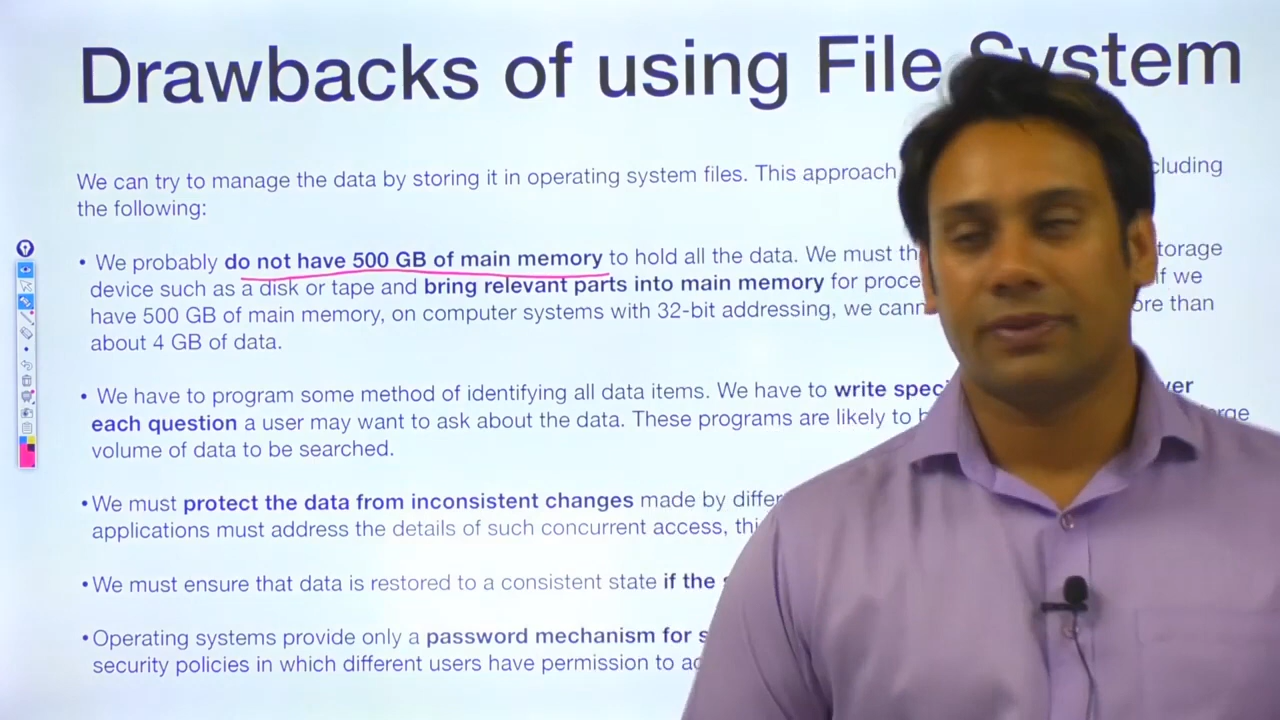 Drawbacks of using File System
We can try to manage the data by storing it in operating system files. This approach cluding
the following:
• We probably do not have 500 GB of main memory to hold all the data. We must th torage
device such as a disk or tape and bring relevant parts into main memory for proce if we
have 500 GB of main memory, on computer systems with 32-bit addressing, we cann ore than
about 4 GB of data.
• We have to program some method of identifying all data items. We have to write spec wer
each question a user may want to ask about the data. These programs are likely to b arge
volume of data to be searched.
• We must protect the data from inconsistent changes made by differ
applications must address the details of such concurrent access, thi
• We must ensure that data is restored to a consistent state if the s
• Operating systems provide only a password mechanism for s
security policies in which different users have permission to ac